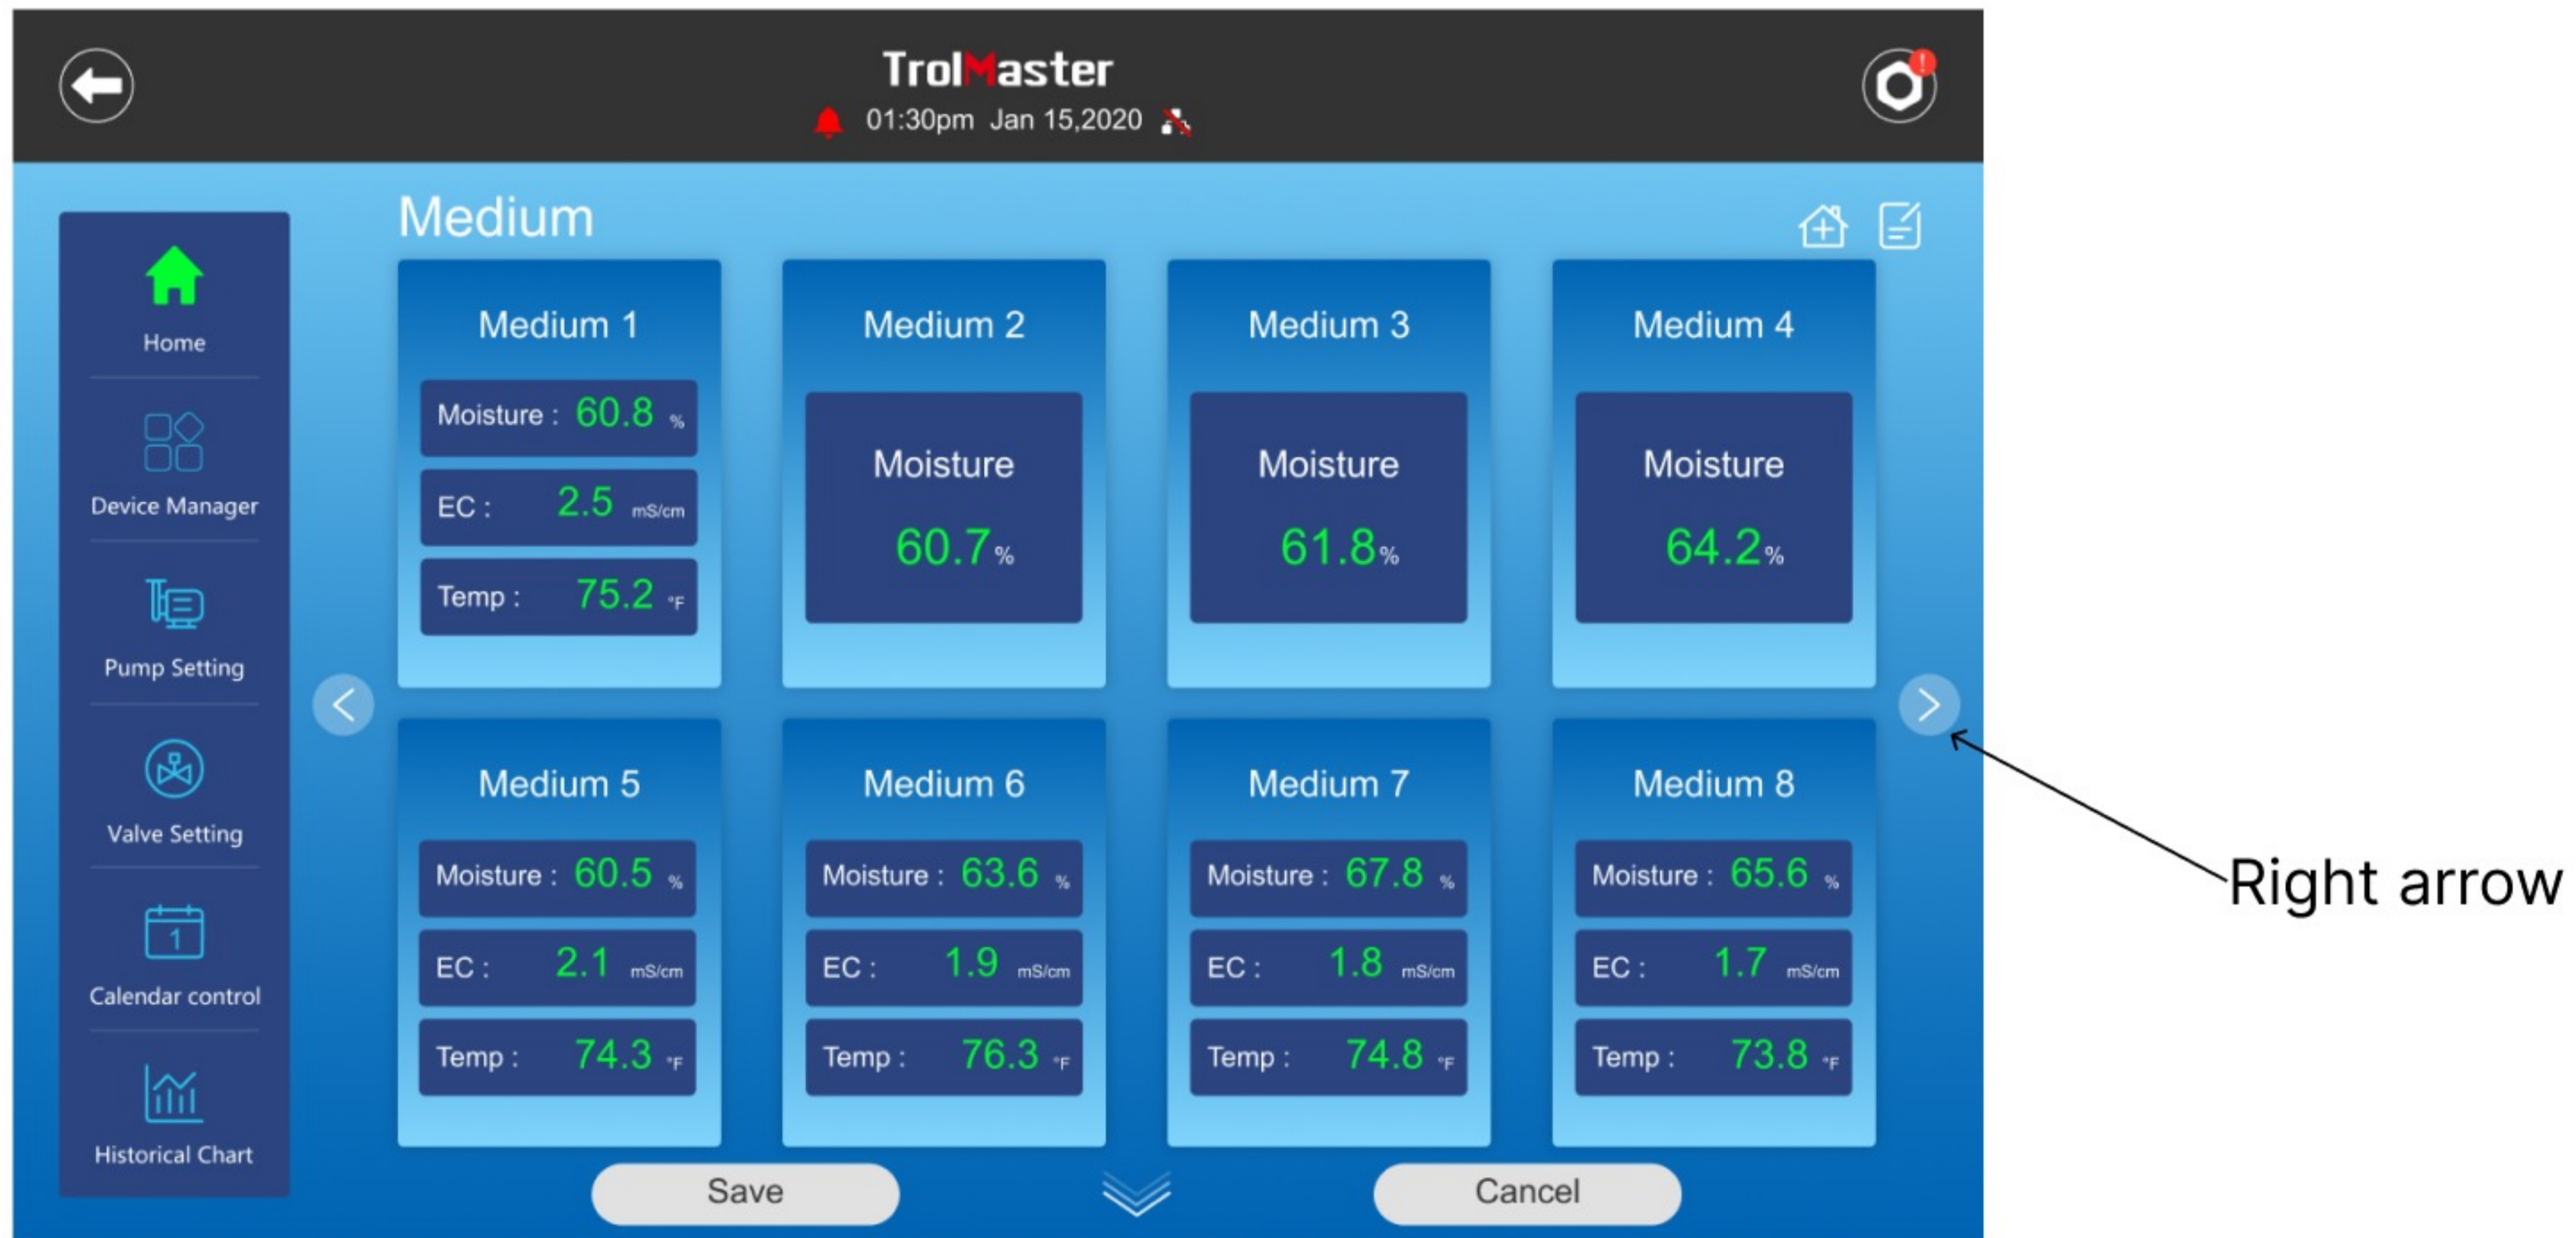 TrolMaster
01:30pm Jan 15,2020
Medium
Home
Device Manager
Pump Setting
Valve Setting
1
Calendar control
Historical Chart
Medium 1
Moisture : 60.8 %
EC : 2.5 mS/cm
Temp : 75.2 °F
Medium 2
Moisture
60.7%
Medium 3
Moisture
61.8%
Medium 4
Moisture
64.2%
Medium 5
Moisture : 60.5 %
EC : 2.1 mS/cm
Temp : 74.3 °F
Medium 6
Moisture : 63.6 %
EC : 1.9 mS/cm
Temp : 76.3 °F
Medium 7
Moisture : 67.8 %
EC : 1.8 mS/cm
Temp : 74.8 °F
Medium 8
Moisture : 65.6 %
EC : 1.7 mS/cm
Temp : 73.8 °F
Save
Cancel
Right arrow